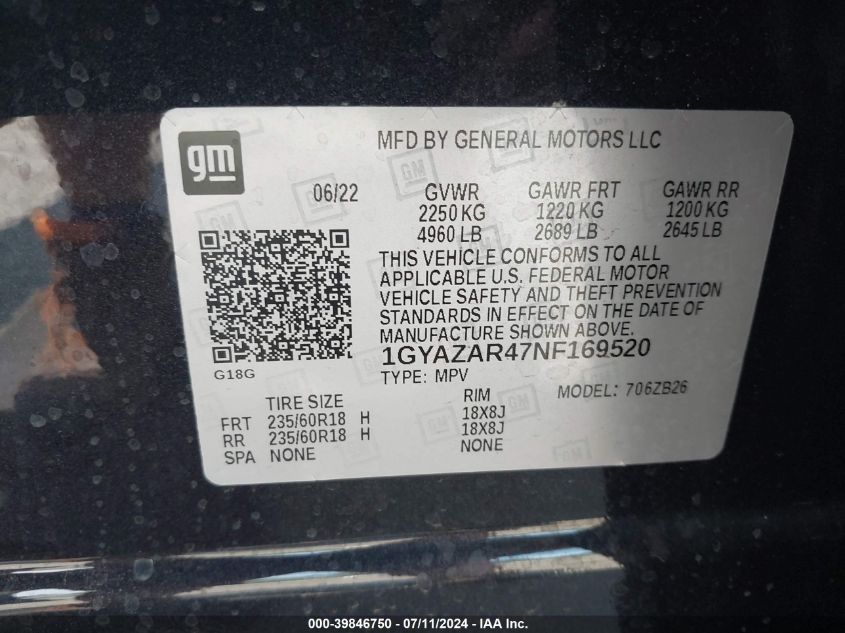 gm
MFD BY GENERAL MOTORS LLC
06/22 GVWR GAWR FRT GAWR RR
2250 KG 1220 KG 1200 KG
4960 LB 2689 LB 2645 LB
THIS VEHICLE CONFORMS TO ALL
APPLICABLE U.S. FEDERAL MOTOR
VEHICLE SAFETY AND THEFT PREVENTION
STANDARDS IN EFFECT ON THE DATE OF
MANUFACTURE SHOWN ABOVE.
1GYAZAR47NF169520
G18G
TYPE: MPV MODEL: 706ZB26
TIRE SIZE RIM
FRT 235/60R18 H 18X8J
RR 235/60R18 H 18X8J
SPA NONE NONE
000-39846750 - 07/11/2024 - IAA Inc.